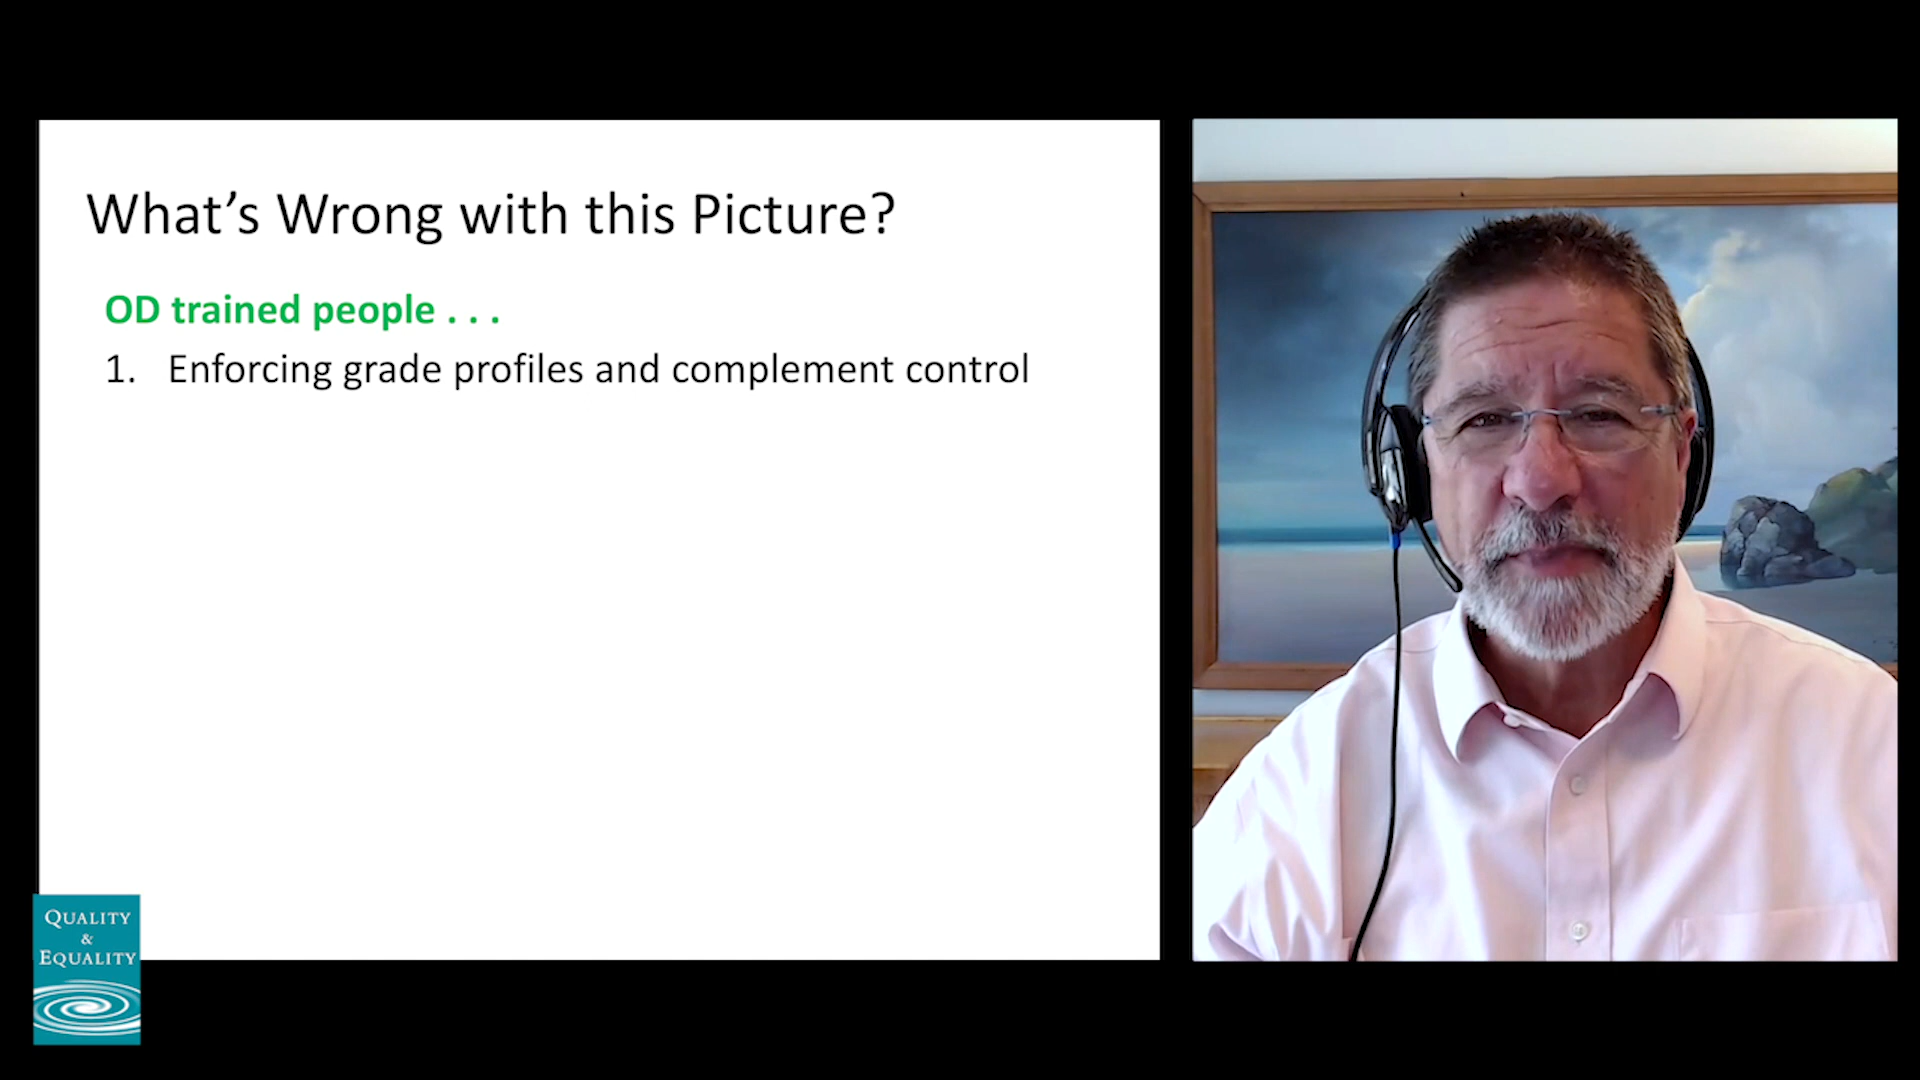 What's Wrong with this Picture?
OD trained people . . .
1. Enforcing grade profiles and complement control
QUALITY
&
EQUALITY